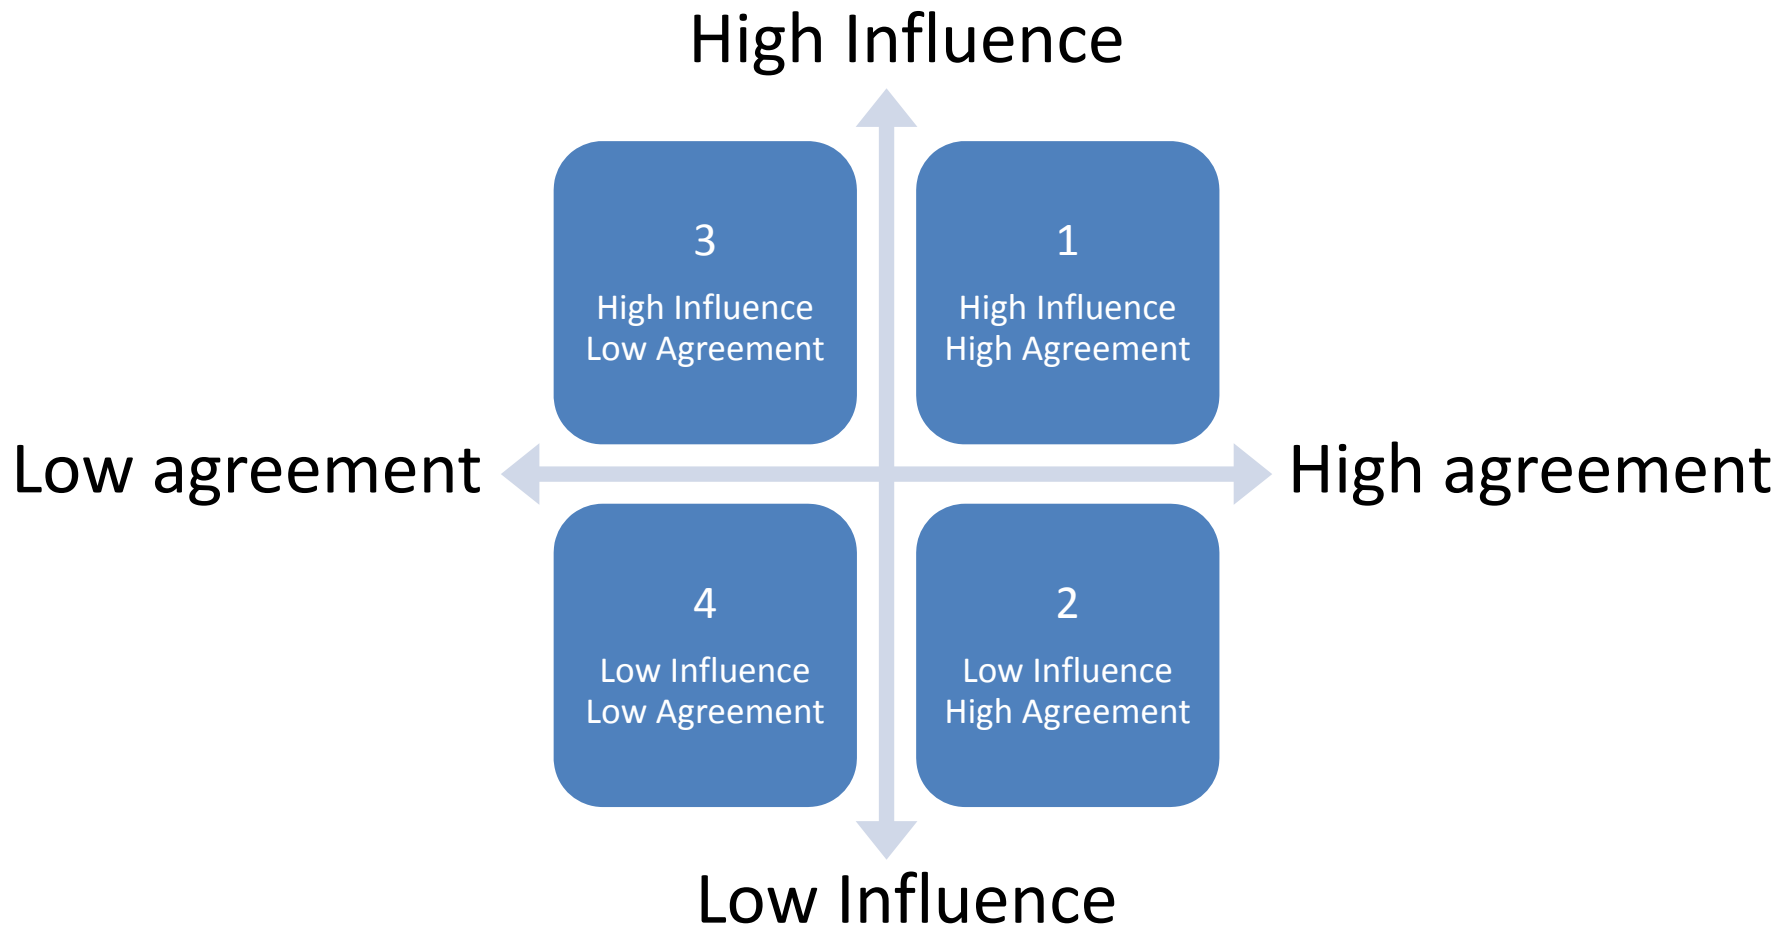 High Influence
3
High Influence
Low Agreement
1
High Influence
High Agreement
Low agreement
High agreement
4
Low Influence
Low Agreement
2
Low Influence
High Agreement
Low Influence